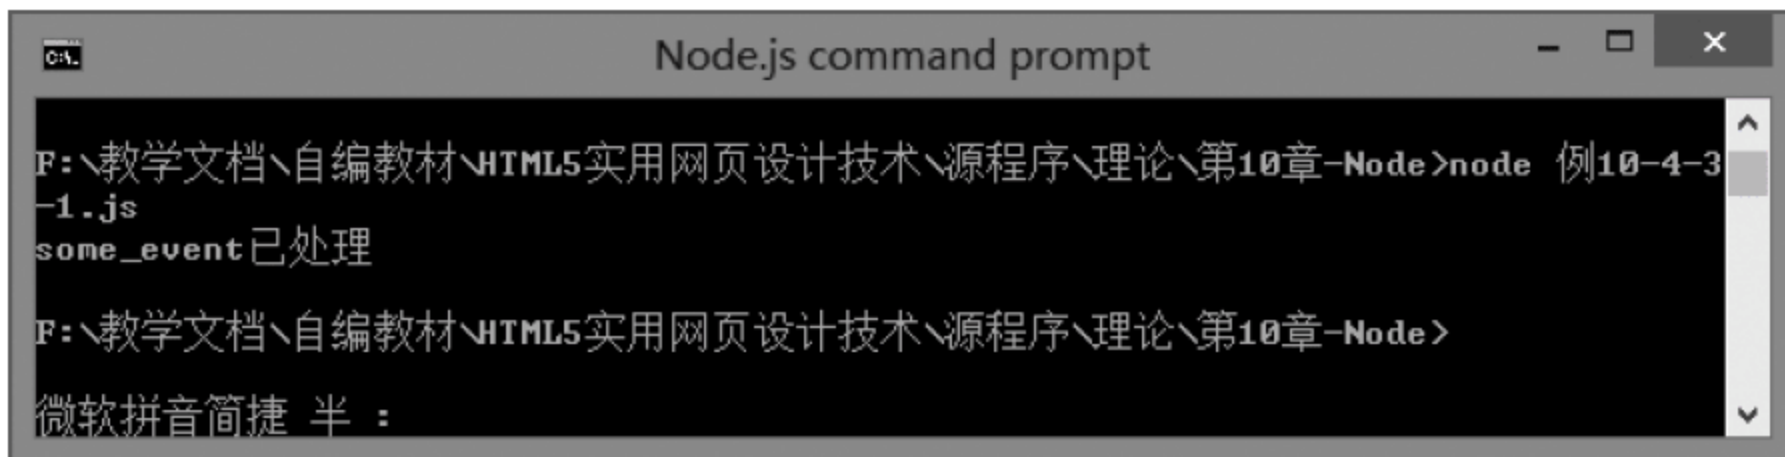 C:\.
Node.js command prompt
F:\教学文档\自编教材\HTML5实用网页设计技术\源程序\理论\第10章-Node>node 例10-4-3
-1.js
some_event已处理
F:\教学文档\自编教材\HTML5实用网页设计技术\源程序\理论\第10章-Node>
微软拼音简捷 半 :